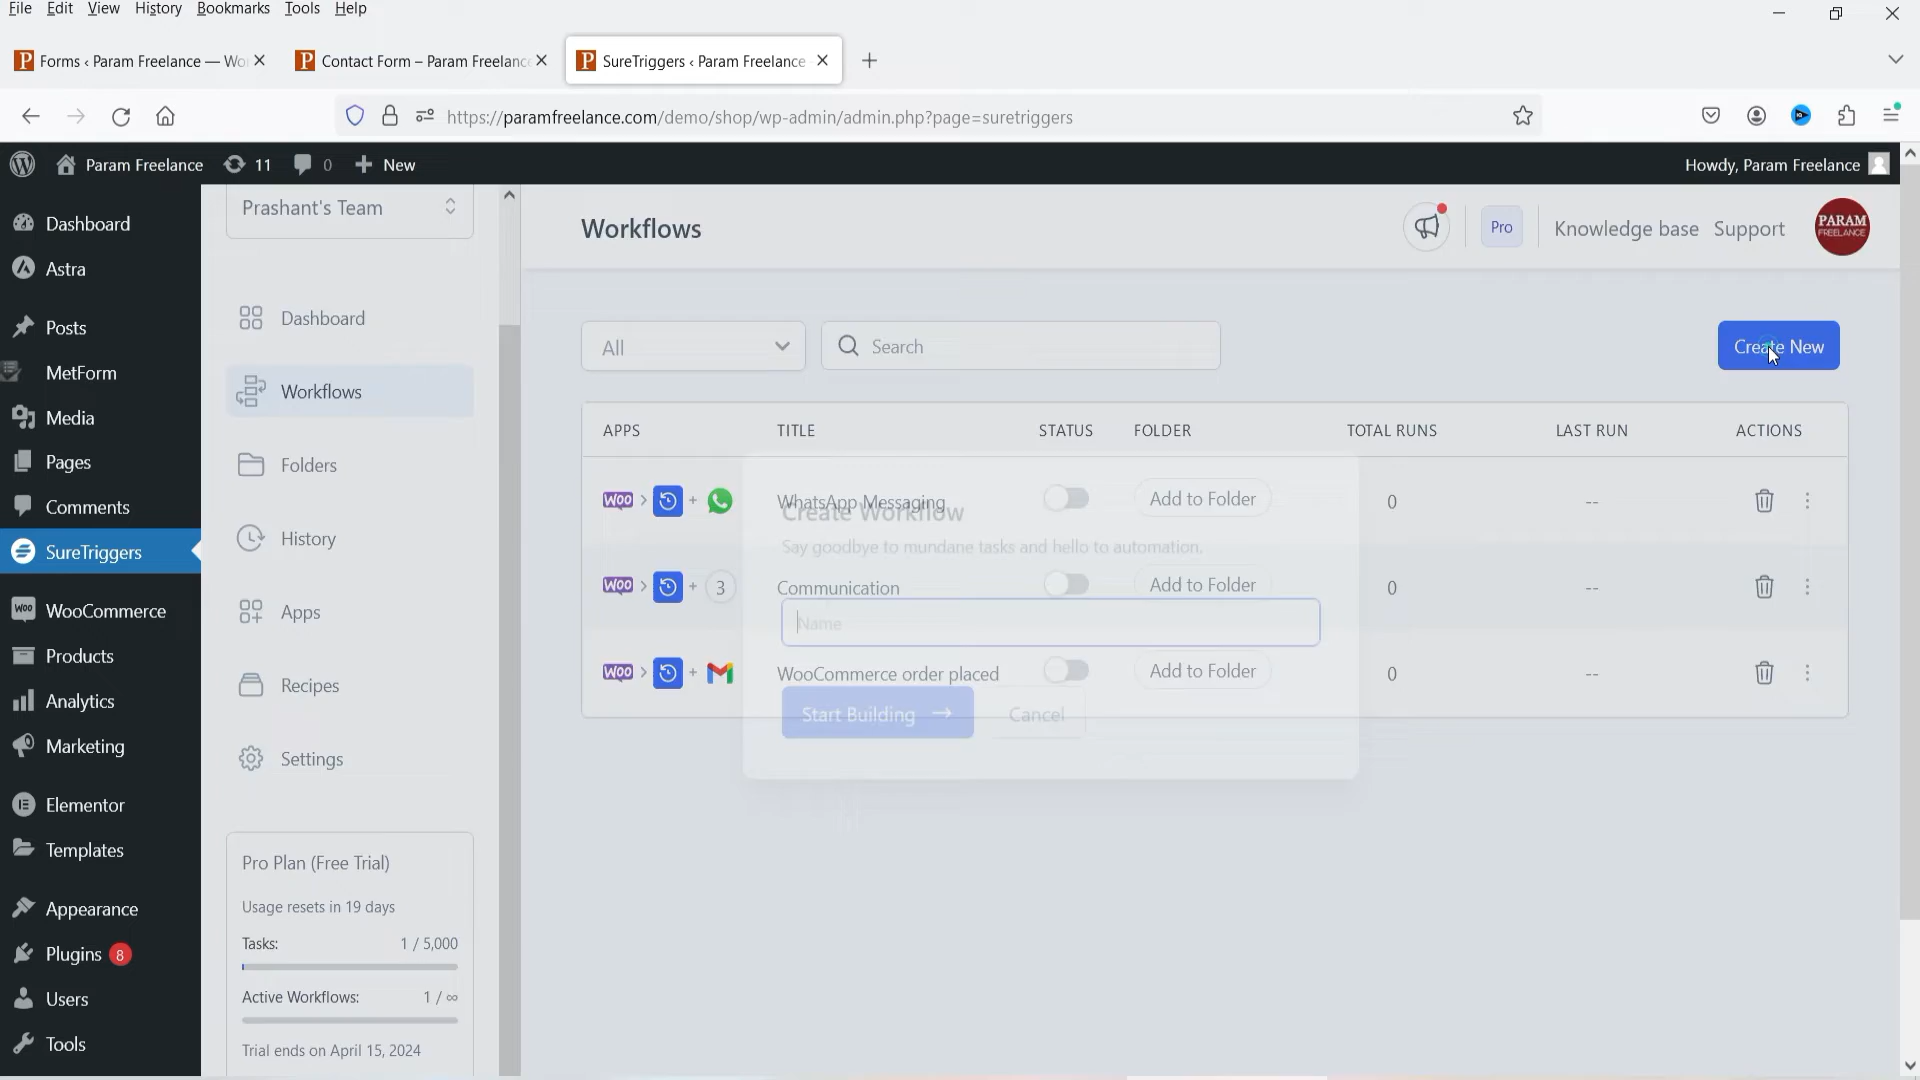 File Edit View History Bookmarks Tools Help
Forms ‹ Param Freelance — Wo
Contact Form – Param Freelance
SureTriggers ‹ Param Freelance
https://paramfreelance.com/demo/shop/wp-admin/admin.php?page=suretriggers
Param Freelance 11 0 New Howdy, Param Freelance
Dashboard
Astra
Posts
MetForm
Media
Pages
Comments
SureTriggers
WooCommerce
Products
Analytics
Marketing
Elementor
Templates
Appearance
Plugins 8
Users
Tools
Prashant's Team
Dashboard
Workflows
Folders
History
Apps
Recipes
Settings
Pro Plan (Free Trial)
Usage resets in 19 days
Tasks: 1 / 5,000
Active Workflows: 1 / ∞
Trial ends on April 15, 2024
Workflows
Pro
Knowledge base Support
PARAM
FREELANCE
All
Search
Create New
APPS TITLE STATUS FOLDER TOTAL RUNS LAST RUN ACTIONS
WOO + WhatsApp Messaging Add to Folder 0 --
WOO + 3 Communication Add to Folder 0 --
WOO + WooCommerce order placed Add to Folder 0 --
Create Workflow
Say goodbye to mundane tasks and hello to automation.
Name
Start Building → Cancel